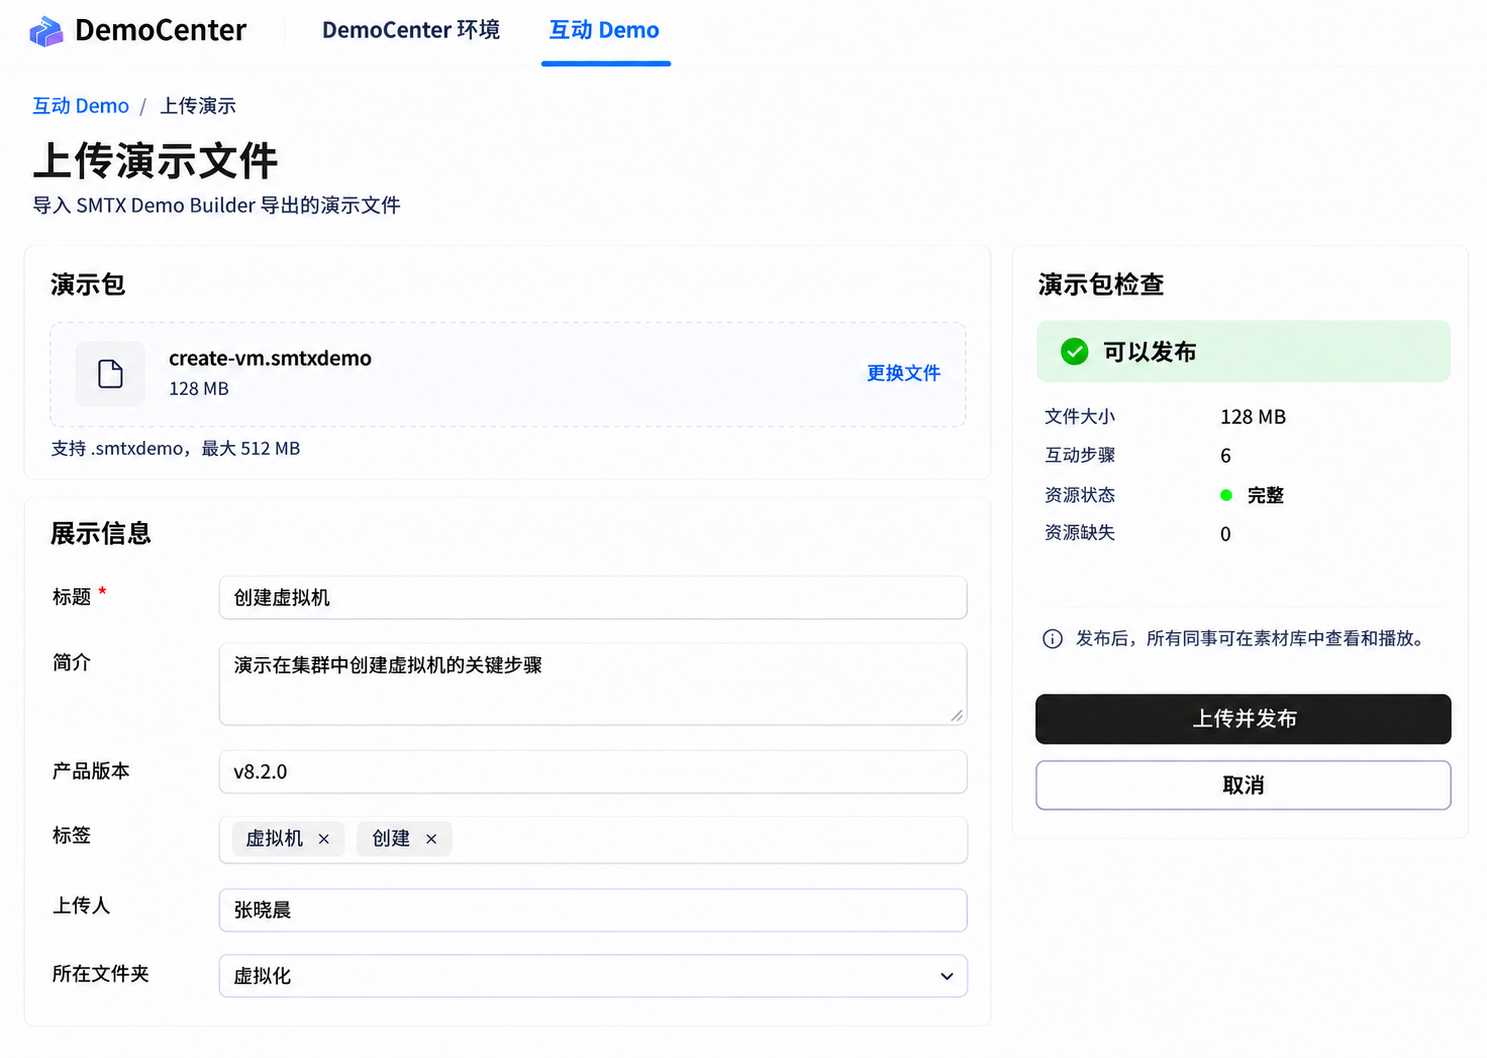 DemoCenter
DemoCenter 环境
互动 Demo
互动 Demo / 上传演示
上传演示文件
导入 SMTX Demo Builder 导出的演示文件
演示包
create-vm.smtxdemo
128 MB
更换文件
支持 .smtxdemo，最大 512 MB
展示信息
标题 *
创建虚拟机
简介
演示在集群中创建虚拟机的关键步骤
产品版本
v8.2.0
标签
虚拟机 ×
创建 ×
上传人
张晓晨
所在文件夹
虚拟化
演示包检查
可以发布
文件大小 128 MB
互动步骤 6
资源状态 完整
资源缺失 0
发布后，所有同事可在素材库中查看和播放。
上传并发布
取消